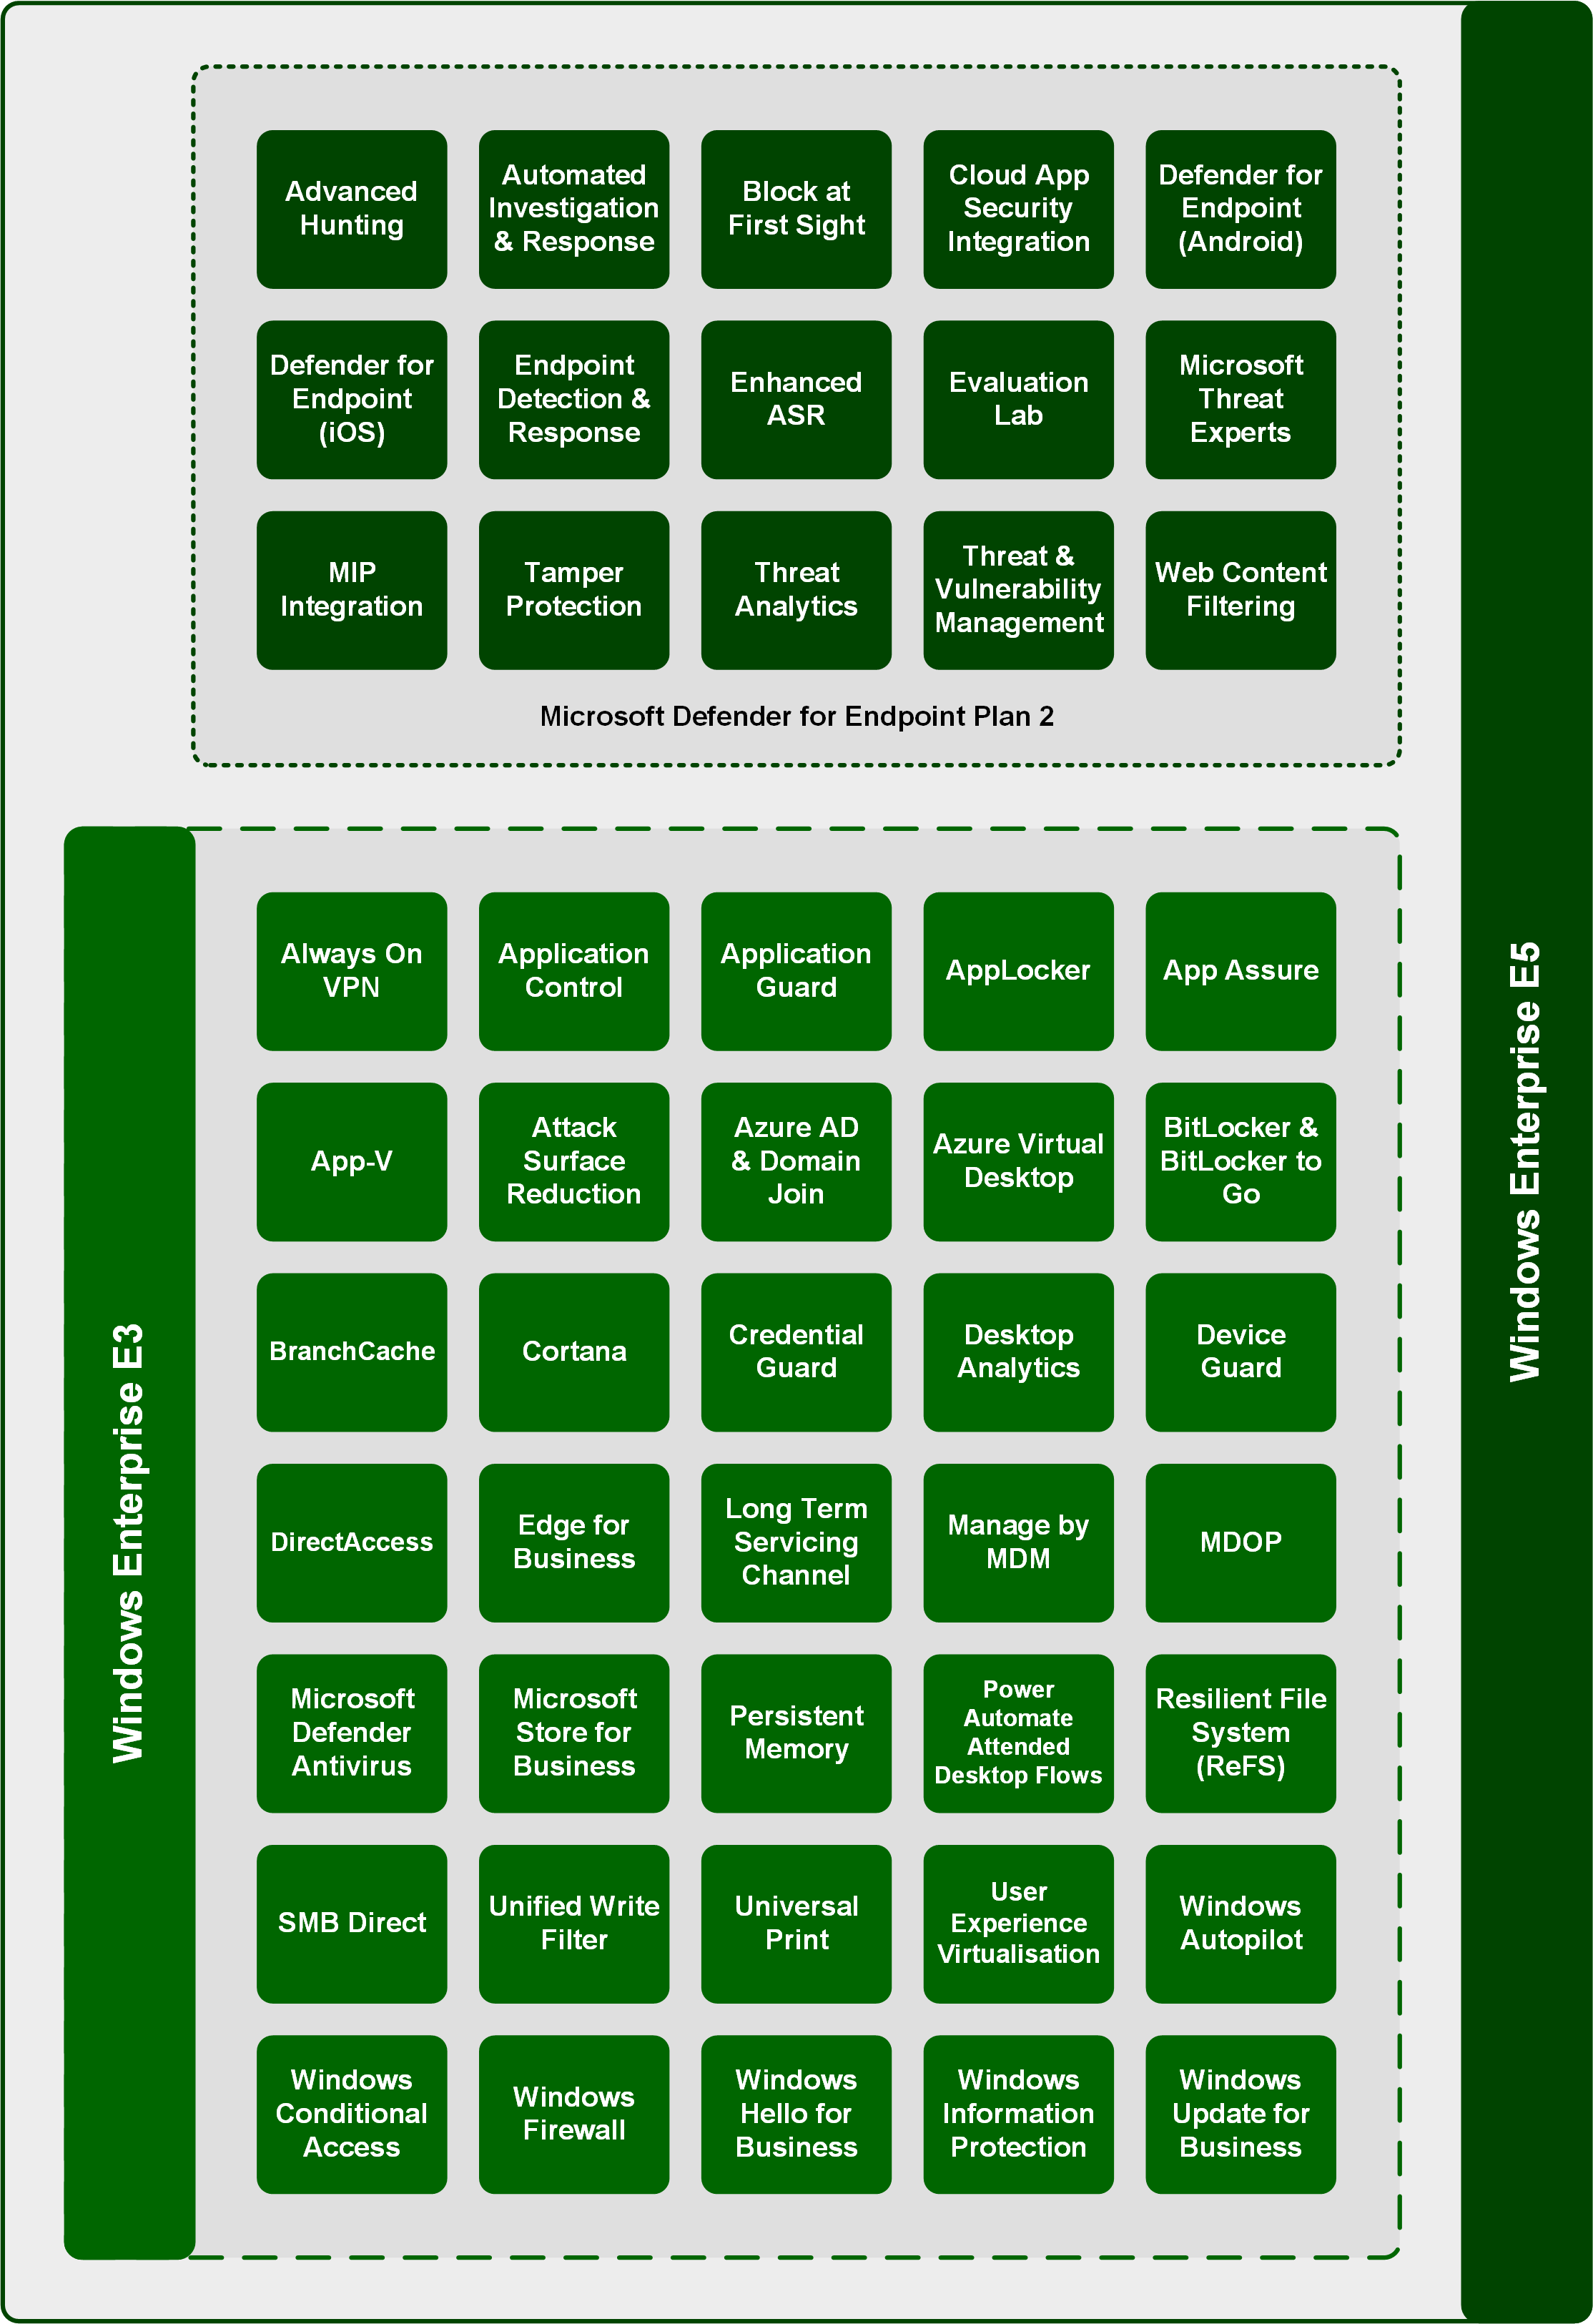 Advanced
Hunting
Automated
Investigation
& Response
Block at
First Sight
Cloud App
Security
Integration
Defender for
Endpoint
(Android)
Defender for
Endpoint
(iOS)
Endpoint
Detection &
Response
Enhanced
ASR
Evaluation
Lab
Microsoft
Threat
Experts
MIP
Integration
Tamper
Protection
Threat
Analytics
Threat &
Vulnerability
Management
Web Content
Filtering
Microsoft Defender for Endpoint Plan 2
Windows Enterprise E5
Windows Enterprise E3
Always On
VPN
Application
Control
Application
Guard
AppLocker
App Assure
App-V
Attack
Surface
Reduction
Azure AD
& Domain
Join
Azure Virtual
Desktop
BitLocker &
BitLocker to
Go
BranchCache
Cortana
Credential
Guard
Desktop
Analytics
Device
Guard
DirectAccess
Edge for
Business
Long Term
Servicing
Channel
Manage by
MDM
MDOP
Microsoft
Defender
Antivirus
Microsoft
Store for
Business
Persistent
Memory
Power
Automate
Attended
Desktop Flows
Resilient File
System
(ReFS)
SMB Direct
Unified Write
Filter
Universal
Print
User
Experience
Virtualisation
Windows
Autopilot
Windows
Conditional
Access
Windows
Firewall
Windows
Hello for
Business
Windows
Information
Protection
Windows
Update for
Business